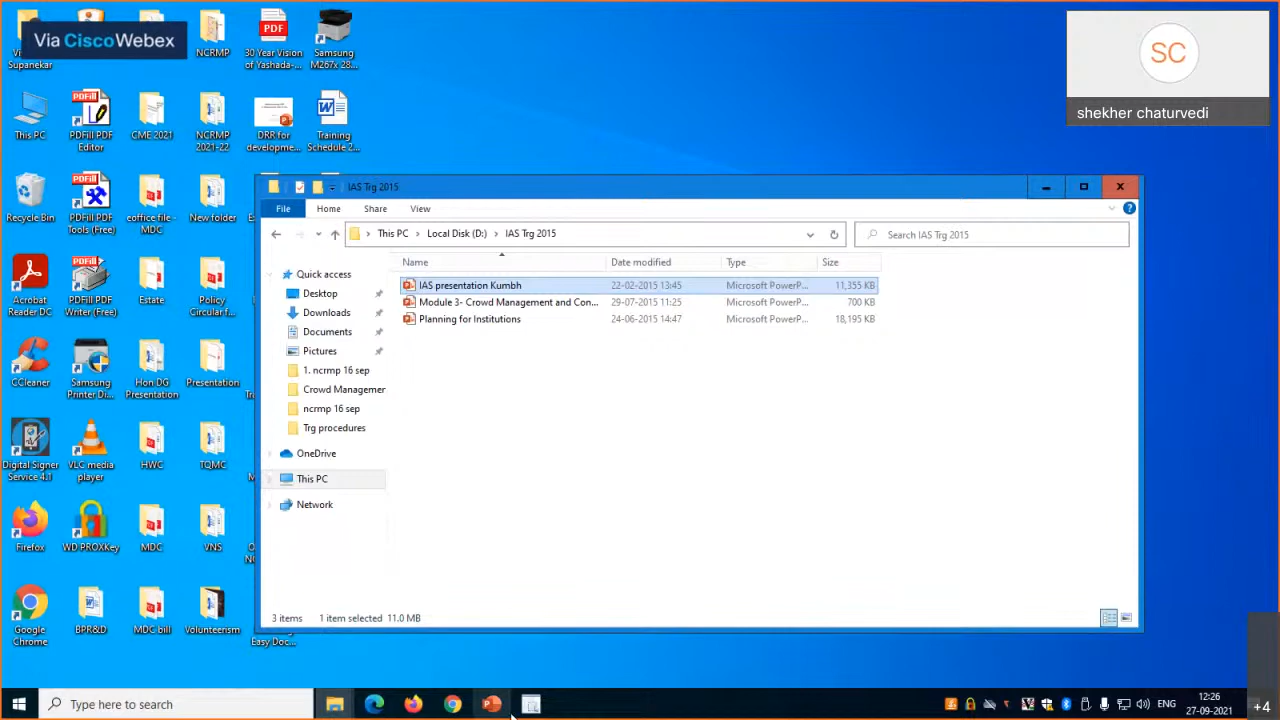 Via CiscoWebex
Supanekar
NCRMP
PDF
30 Year Vision
of Yashada-...
Samsung
M267x 28...
SC
shekher chaturvedi
This PC
PDFill PDF
Editor
CME 2021
NCRMP
2021-22
DRR for
developme...
Training
Schedule 2...
Recycle Bin
PDFill PDF
Tools (Free)
eoffice file -
MDC
New folder
Acrobat
Reader DC
PDFill PDF
Writer (Free)
Estate
Policy
Circular f...
CCleaner
Samsung
Printer Di...
Hon DG
Presentation
Presentation
Digital Signer
Service 4.1
VLC media
player
HWC
TQMC
Firefox
WD PROXKey
MDC
VNS
Google
Chrome
BPR&D
MDC bill
Volunteerism
Easy Doc...
IAS Trg 2015
File Home Share View
This PC > Local Disk (D:) > IAS Trg 2015
Search IAS Trg 2015
Name Date modified Type Size
IAS presentation Kumbh 22-02-2015 13:45 Microsoft PowerP... 11,355 KB
Module 3- Crowd Management and Con... 29-07-2015 11:25 Microsoft PowerP... 700 KB
Planning for Institutions 24-06-2015 14:47 Microsoft PowerP... 18,195 KB
Quick access
Desktop
Downloads
Documents
Pictures
1. ncrmp 16 sep
Crowd Managemer
ncrmp 16 sep
Trg procedures
OneDrive
This PC
Network
3 items 1 item selected 11.0 MB
Type here to search
ENG
12:26
27-09-2021
+4